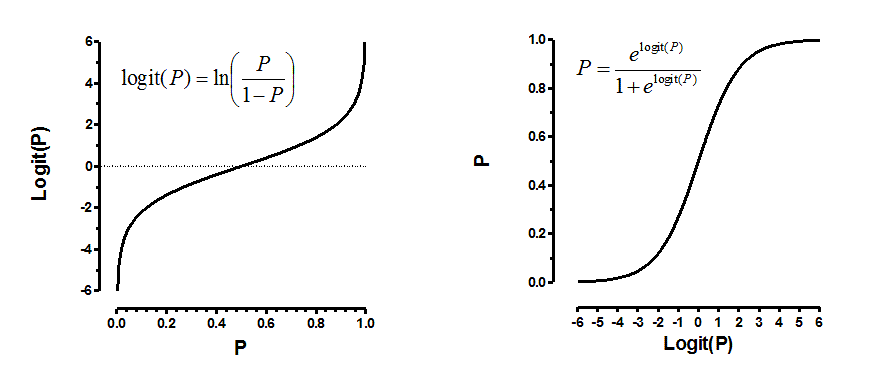 logit(P) = ln(P/(1−P))
6
4
2
0
-2
-4
-6
Logit(P)
0.0 0.2 0.4 0.6 0.8 1.0
P
P = e^logit(P)/(1+e^logit(P))
1.0
0.8
0.6
0.4
0.2
0.0
P
-6 -5 -4 -3 -2 -1 0 1 2 3 4 5 6
Logit(P)